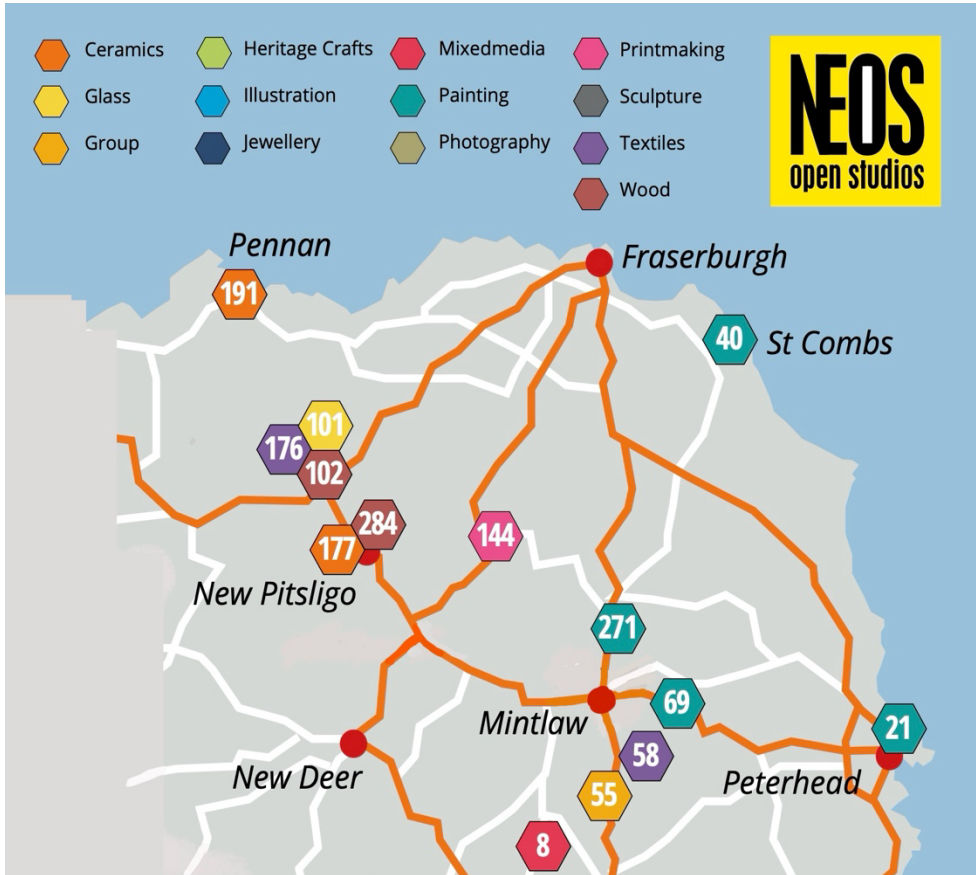 Ceramics
Heritage Crafts
Mixedmedia
Printmaking
Glass
Illustration
Painting
Sculpture
Group
Jewellery
Photography
Textiles
Wood
NEOS
open studios
Pennan
Fraserburgh
191
40
St Combs
101
176
102
284
177
144
New Pitsligo
271
69
Mintlaw
21
58
New Deer
Peterhead
55
8